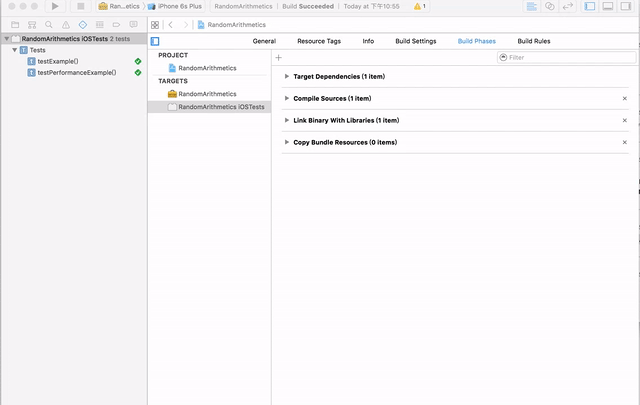 Ran...etics
iPhone 6s Plus
RandomArithmetics
Build Succeeded
Today at 下午10:55
1
RandomArithmetics
RandomArithmetics iOSTests 2 tests
Tests
testExample()
testPerformanceExample()
General
Resource Tags
Info
Build Settings
Build Phases
Build Rules
PROJECT
RandomArithmetics
TARGETS
RandomArithmetics
RandomArithmetics iOSTests
Filter
Target Dependencies (1 item)
Compile Sources (1 item)
Link Binary With Libraries (1 item)
Copy Bundle Resources (0 items)